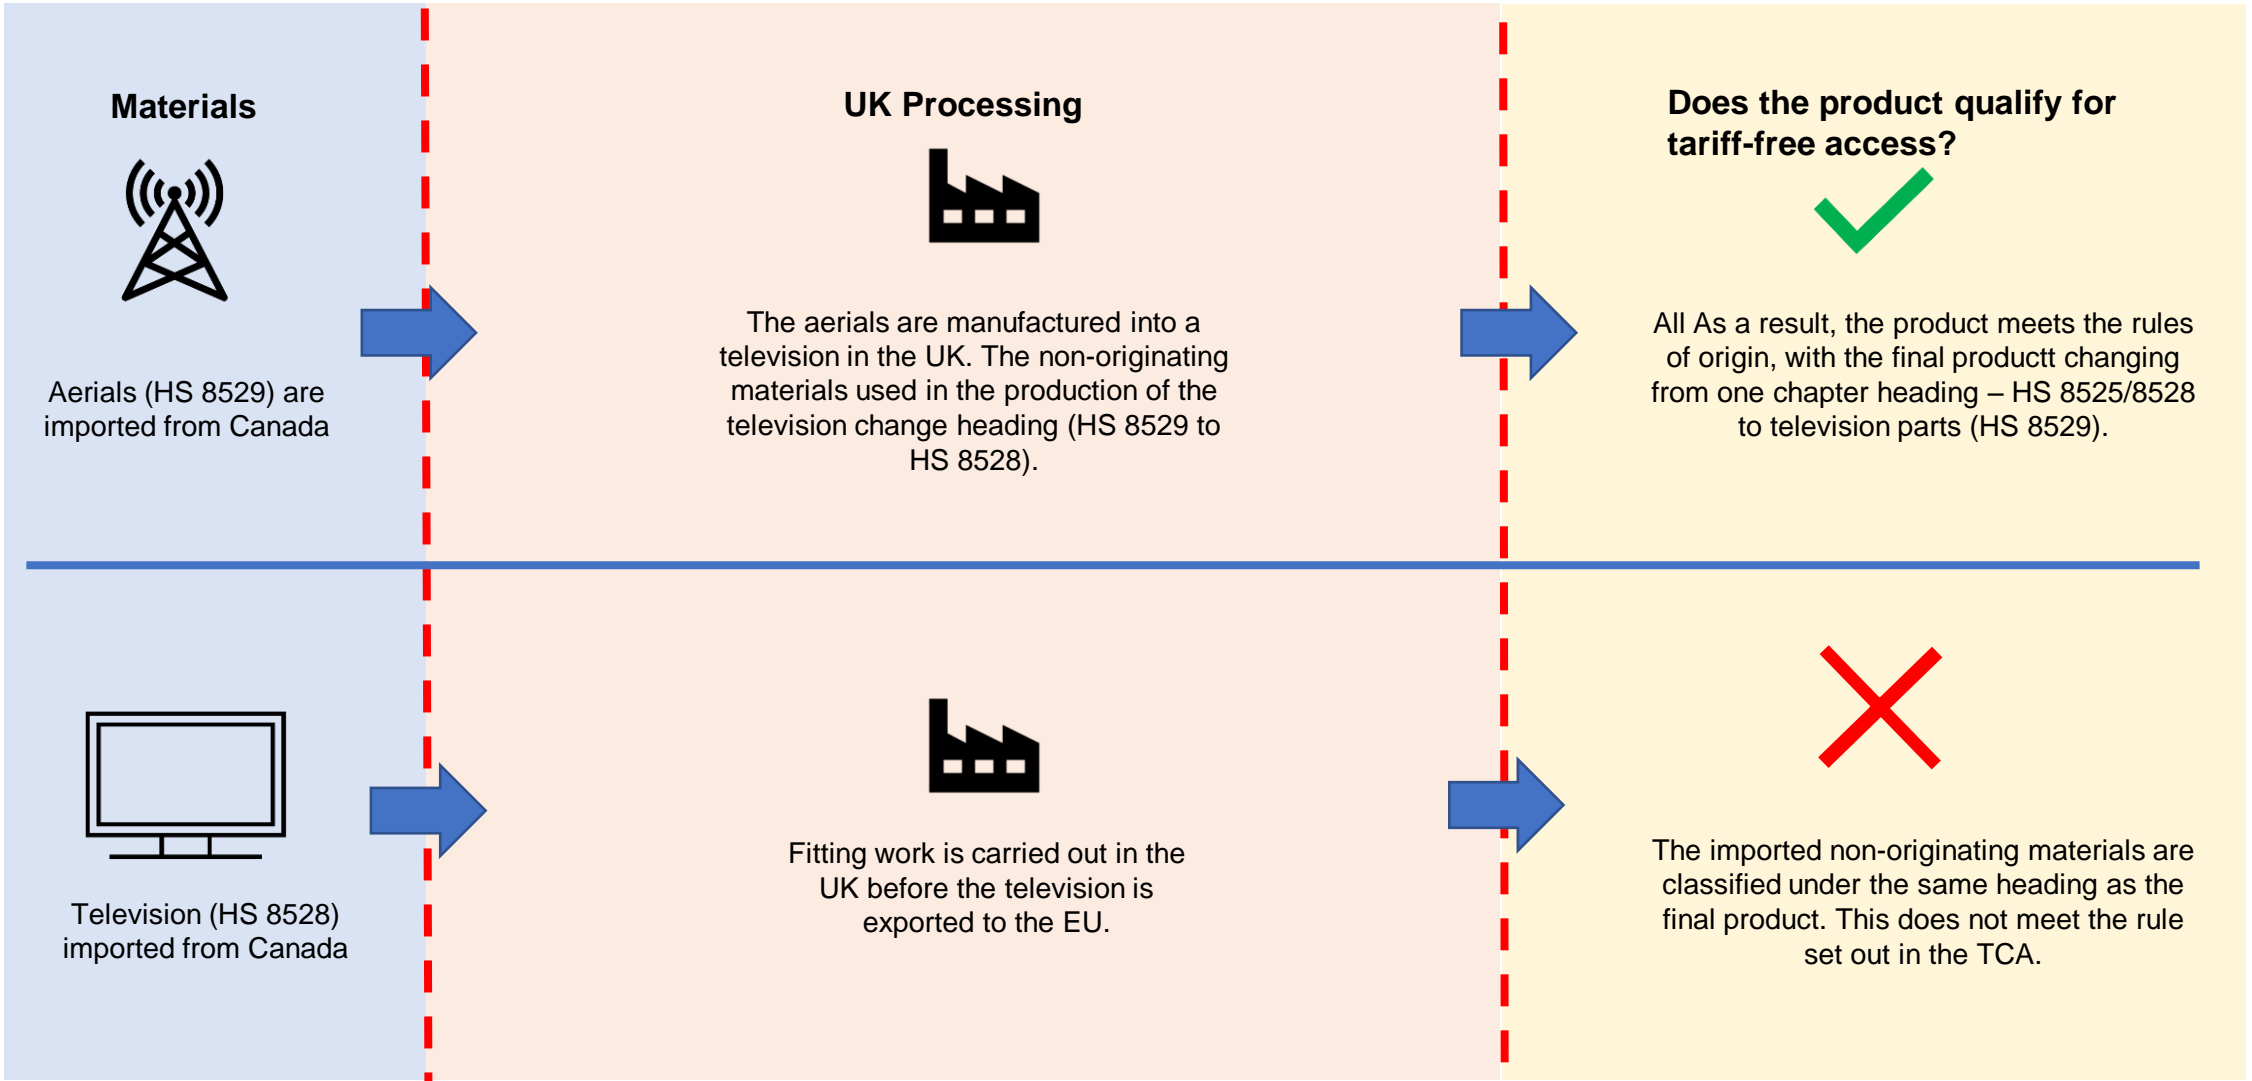 Materials
UK Processing
Does the product qualify for
tariff-free access?
Aerials (HS 8529) are
imported from Canada
The aerials are manufactured into a
television in the UK. The non-originating
materials used in the production of the
television change heading (HS 8529 to
HS 8528).
All As a result, the product meets the rules
of origin, with the final productt changing
from one chapter heading – HS 8525/8528
to television parts (HS 8529).
Television (HS 8528)
imported from Canada
Fitting work is carried out in the
UK before the television is
exported to the EU.
The imported non-originating materials are
classified under the same heading as the
final product. This does not meet the rule
set out in the TCA.